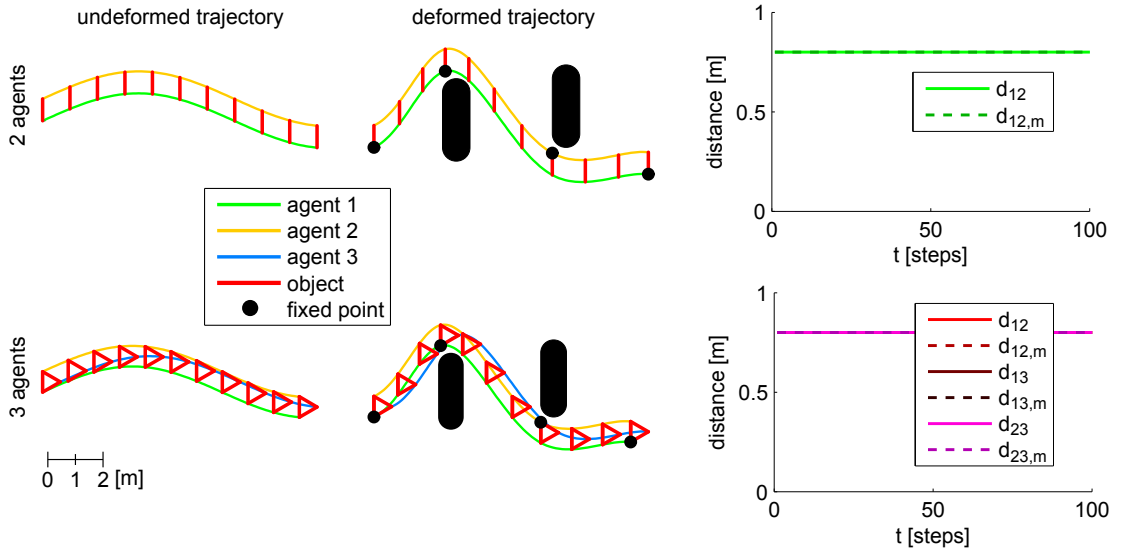 undeformed trajectory
deformed trajectory
2 agents
agent 1
agent 2
agent 3
object
fixed point
3 agents
0 1 2 [m]
distance [m]
1
0.5
0
0 50 100
t [steps]
d12
d12,m
distance [m]
1
0.5
0
0 50 100
t [steps]
d12
d12,m
d13
d13,m
d23
d23,m